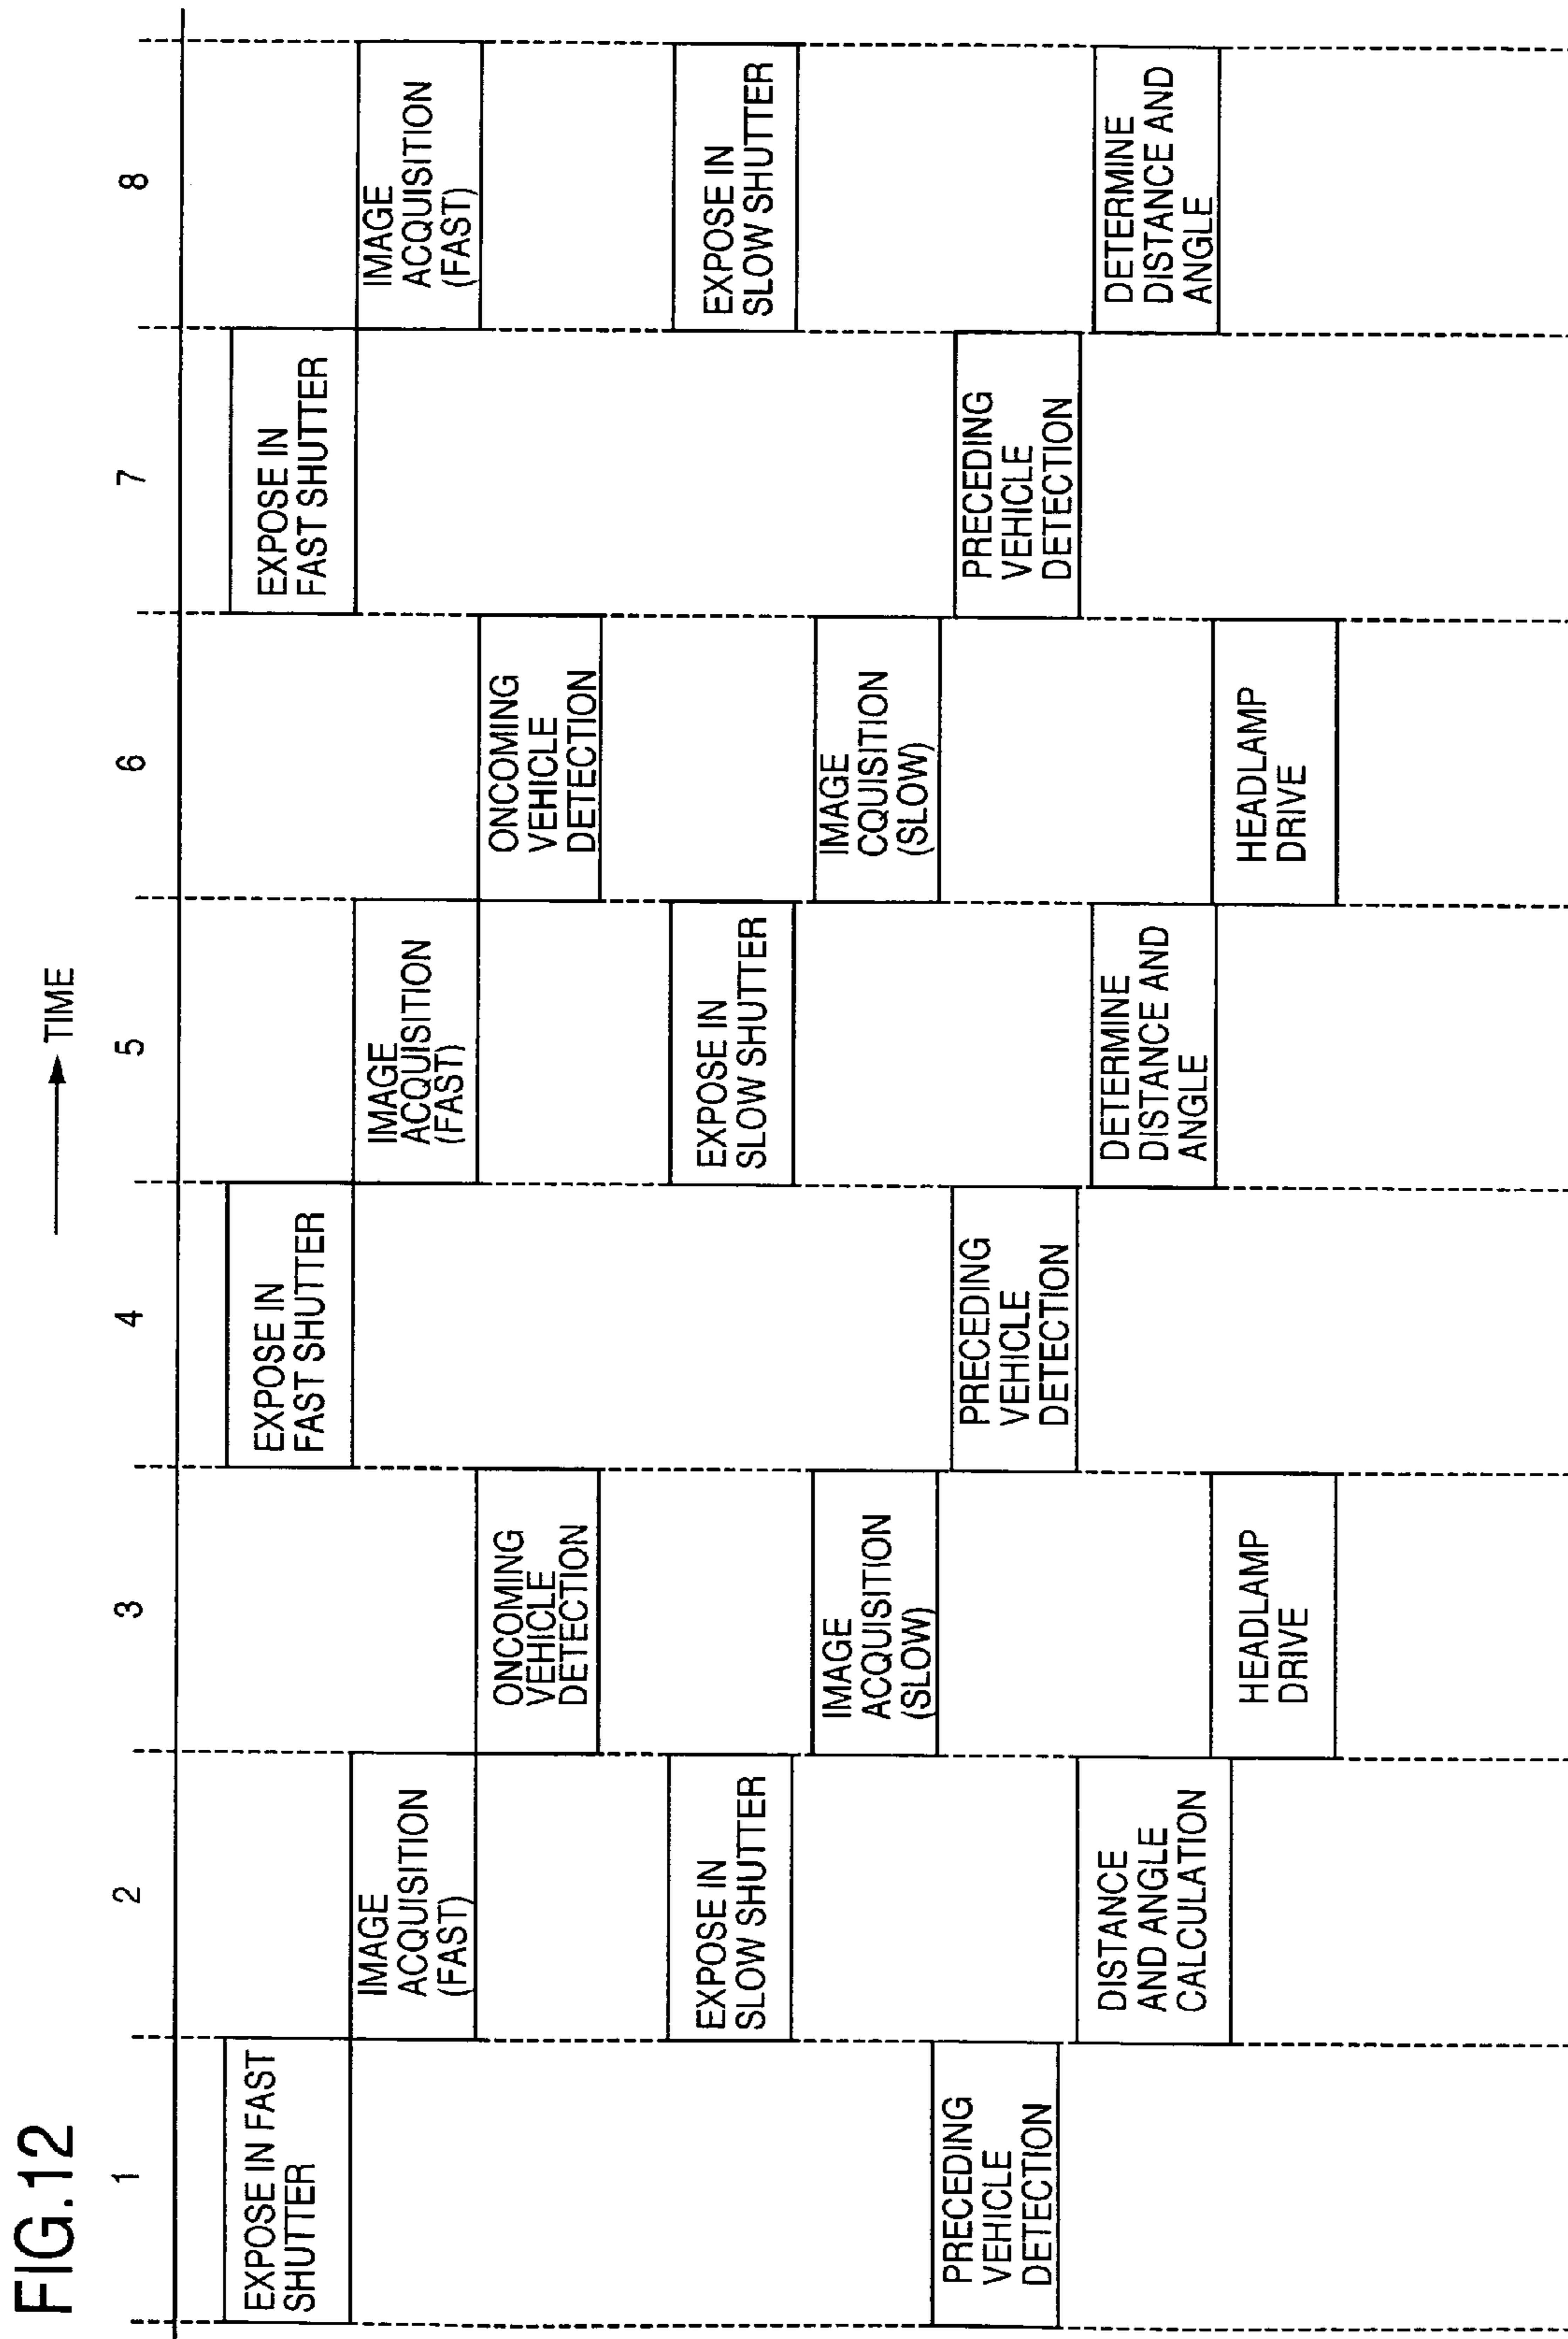 FIG.12
TIME
1
2
3
4
5
6
7
8
EXPOSE IN FAST
SHUTTER
EXPOSE IN
FAST SHUTTER
EXPOSE IN
FAST SHUTTER
IMAGE
ACQUISITION
(FAST)
IMAGE
ACQUISITION
(FAST)
IMAGE
ACQUISITION
(FAST)
ONCOMING
VEHICLE
DETECTION
ONCOMING
VEHICLE
DETECTION
EXPOSE IN
SLOW SHUTTER
EXPOSE IN
SLOW SHUTTER
EXPOSE IN
SLOW SHUTTER
IMAGE
ACQUISITION
(SLOW)
IMAGE
CQUISITION
(SLOW)
PRECEDING
VEHICLE
DETECTION
PRECEDING
VEHICLE
DETECTION
PRECEDING
VEHICLE
DETECTION
DISTANCE
AND ANGLE
CALCULATION
DETERMINE
DISTANCE AND
ANGLE
DETERMINE
DISTANCE AND
ANGLE
HEADLAMP
DRIVE
HEADLAMP
DRIVE